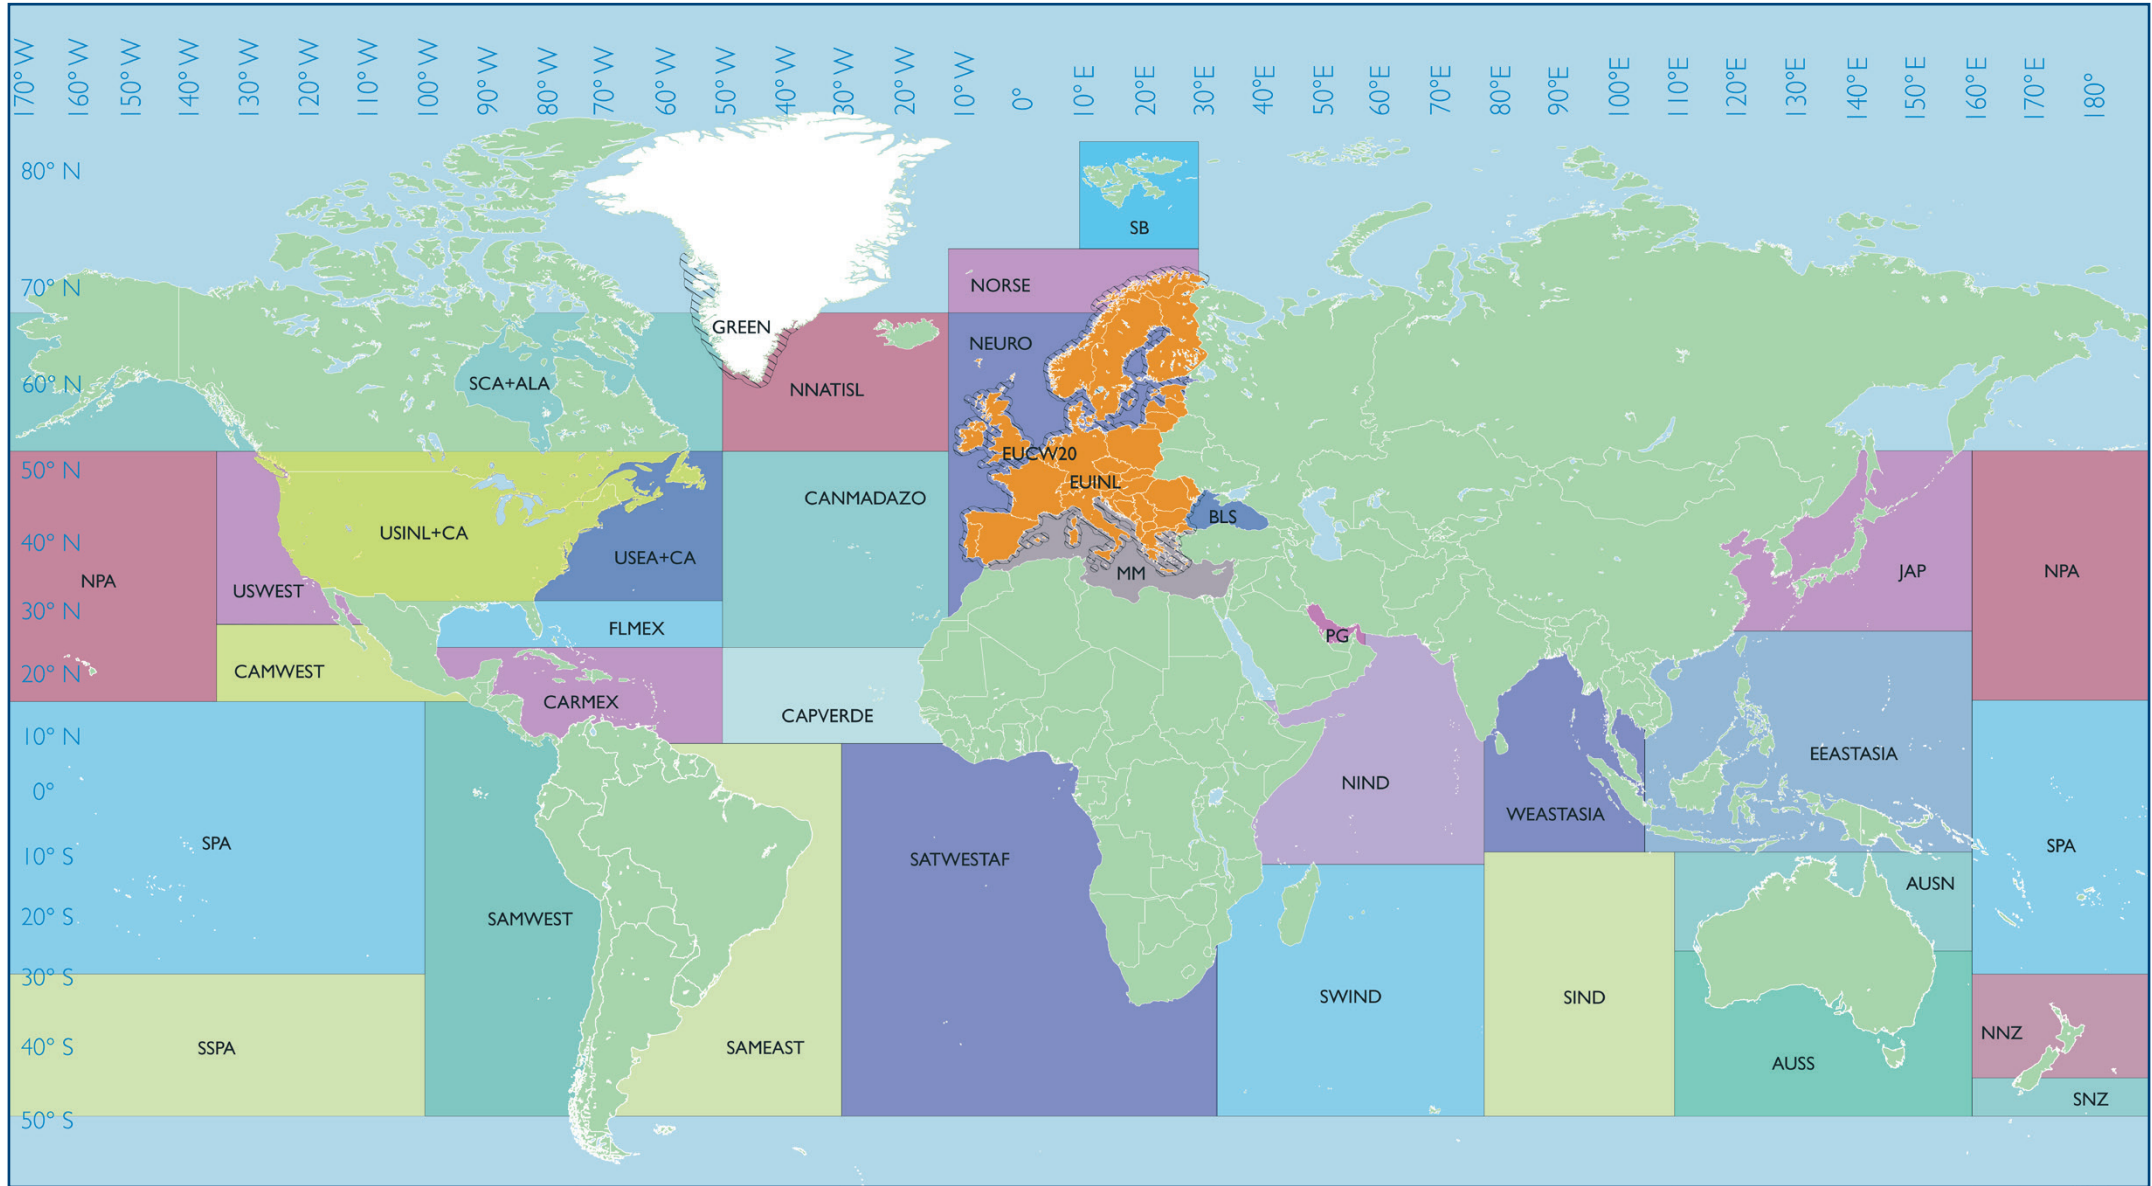 170° W 160° W 150° W 140° W 130° W 120° W 110° W 100° W 90° W 80° W 70° W 60° W 50° W 40° W 30° W 20° W 10° W 0° 10° E 20°E 30°E 40°E 50°E 60°E 70°E 80°E 90°E 100°E 110°E 120°E 130°E 140°E 150° E 160°E 170°E 180°
80° N
SB
70° N
NORSE
GREEN
NEURO
60° N
SCA+ALA
NNATISL
EUCW20
50° N
EUINL
CANMADAZO
BLS
USINL+CA
40° N
USEA+CA
MM
JAP
NPA
NPA
USWEST
30° N
FLMEX
PG
20° N
CAMWEST
CARMEX
CAPVERDE
10° N
EEASTASIA
NIND
0°
WEASTASIA
SPA
SPA
10° S
SATWESTAF
AUSN
20° S
SAMWEST
30° S
SWIND
SIND
NNZ
40° S
SSPA
SAMEAST
AUSS
SNZ
50° S